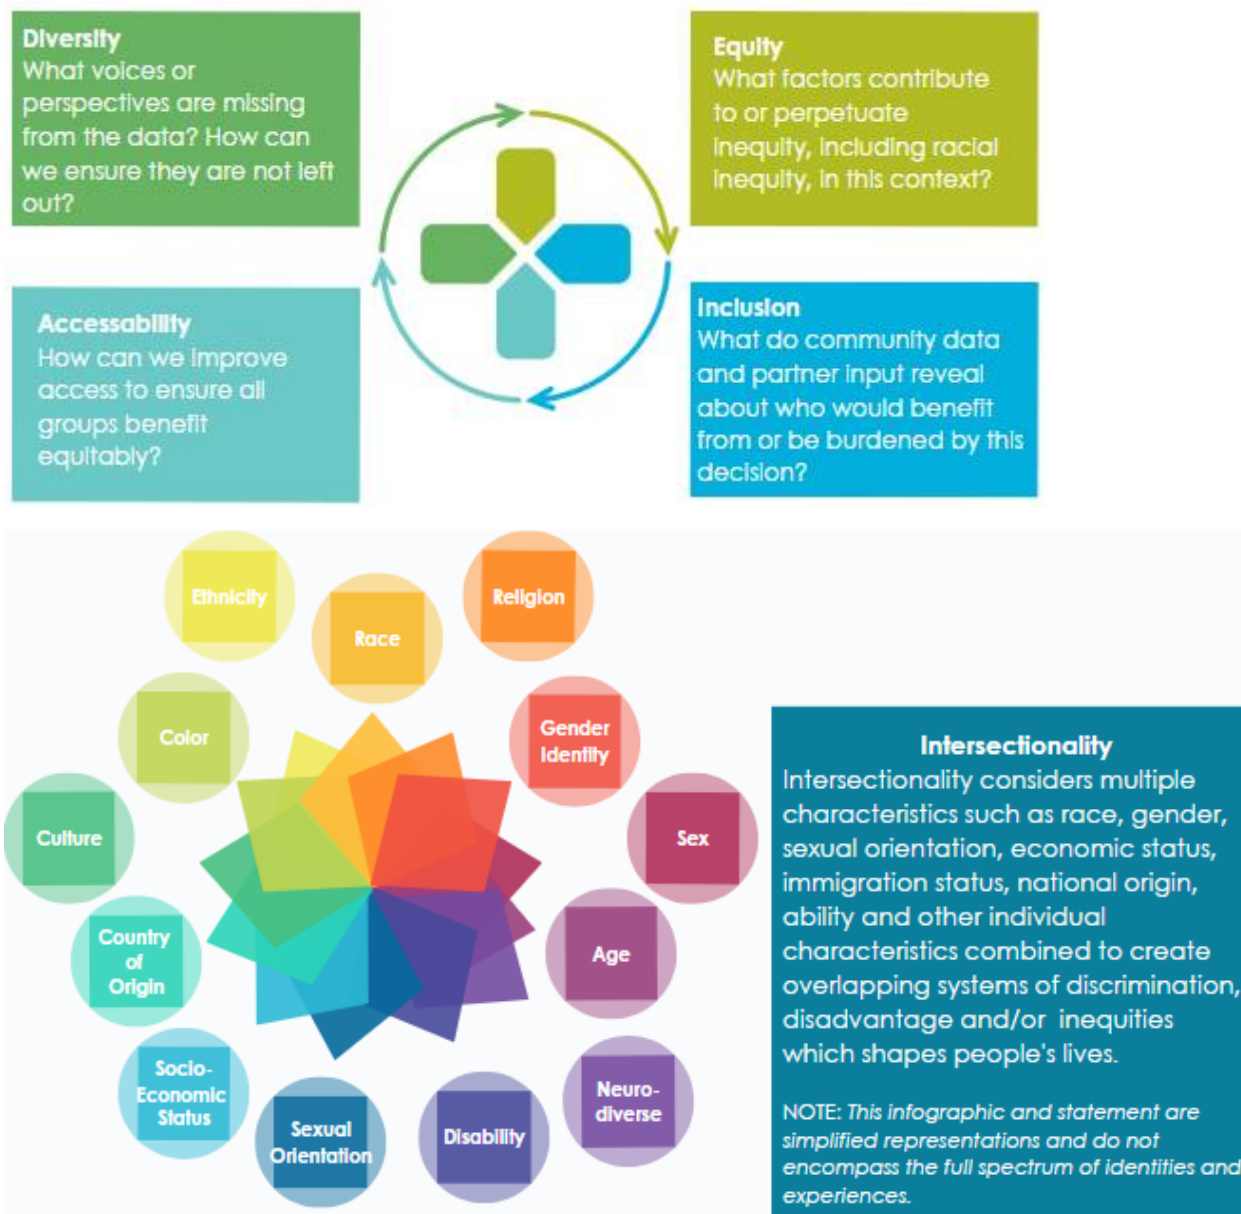 Diversity
What voices or
perspectives are missing
from the data? How can
we ensure they are not left
out?
Equity
What factors contribute
to or perpetuate
inequity, including racial
inequity, in this context?
Accessability
How can we improve
access to ensure all
groups benefit
equitably?
Inclusion
What do community data
and partner input reveal
about who would benefit
from or be burdened by this
decision?
Ethnicity
Race
Religion
Color
Gender
Identity
Culture
Sex
Country
of
Origin
Age
Socio-
Economic
Status
Sexual
Orientation
Disability
Neuro-
diverse
Intersectionality
Intersectionality considers multiple
characteristics such as race, gender,
sexual orientation, economic status,
immigration status, national origin,
ability and other individual
characteristics combined to create
overlapping systems of discrimination,
disadvantage and/or inequities
which shapes people's lives.
NOTE: This infographic and statement are
simplified representations and do not
encompass the full spectrum of identities and
experiences.